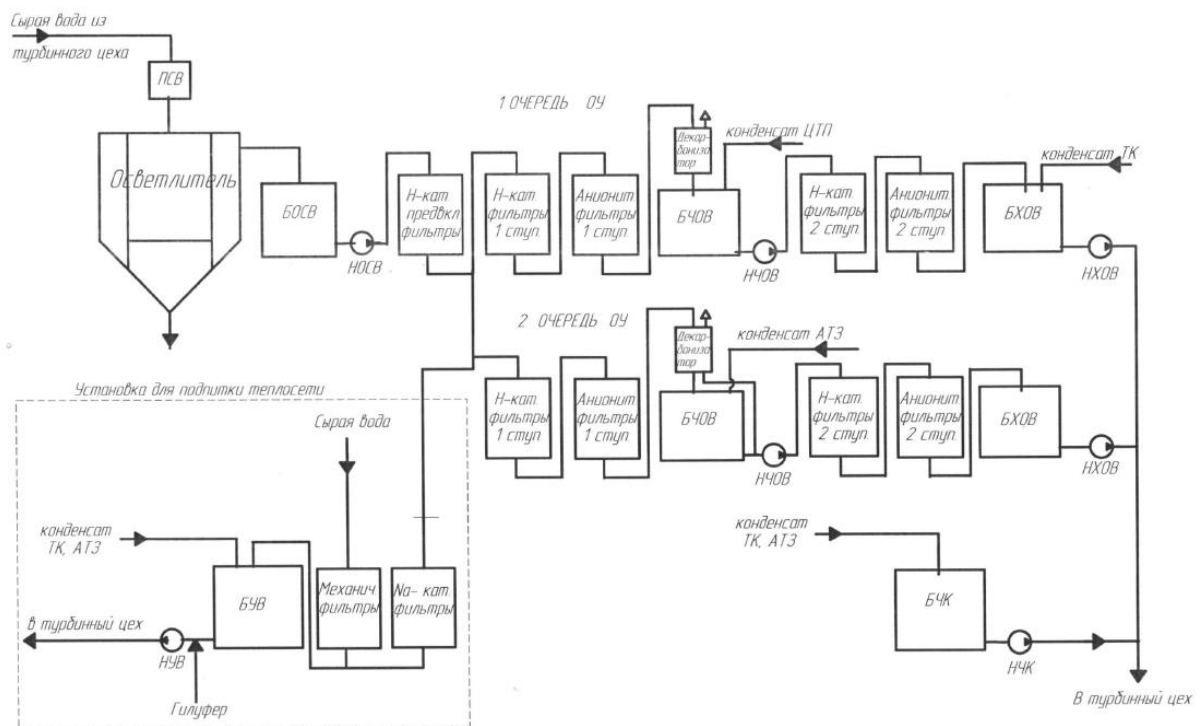 Сырая вода из
турбинного цеха
ПСВ
Осветлитель
БОСВ
НОСВ
Н-кат.
предвкл
фильтры
1 ОЧЕРЕДЬ ОУ
Н-кат.
фильтры
1 ступ.
Анионит.
фильтры
1 ступ.
Декар-
бониза
тор
конденсат ЦТП
БЧОВ
НЧОВ
Н-кат.
фильтры
2 ступ.
Анионит.
фильтры
2 ступ.
конденсат ТК
БХОВ
НХОВ
2 ОЧЕРЕДЬ ОУ
Н-кат.
фильтры
1 ступ.
Анионит.
фильтры
1 ступ.
Декар-
бониза
тор
конденсат АТЗ
БЧОВ
НЧОВ
Н-кат.
фильтры
2 ступ.
Анионит.
фильтры
2 ступ.
БХОВ
НХОВ
Установка для подпитки теплосети
Сырая вода
конденсат
ТК, АТЗ
БУВ
Механич.
фильтры
Na- кат.
фильтры
В турбинный цех
НУВ
Гилуфер
конденсат
ТК, АТЗ
БЧК
НЧК
В турбинный цех